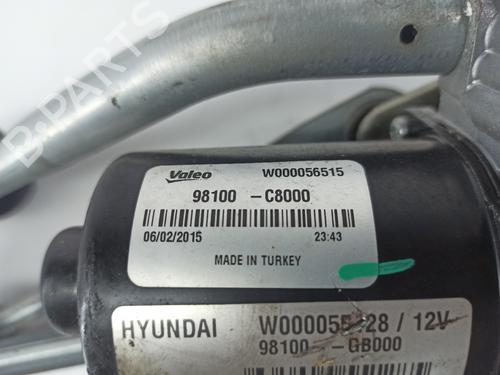 B-PARTS
Valeo W000056515
98100 -C8000
06/02/2015 23:43
MADE IN TURKEY
HYUNDAI / 12V
98100--GB000